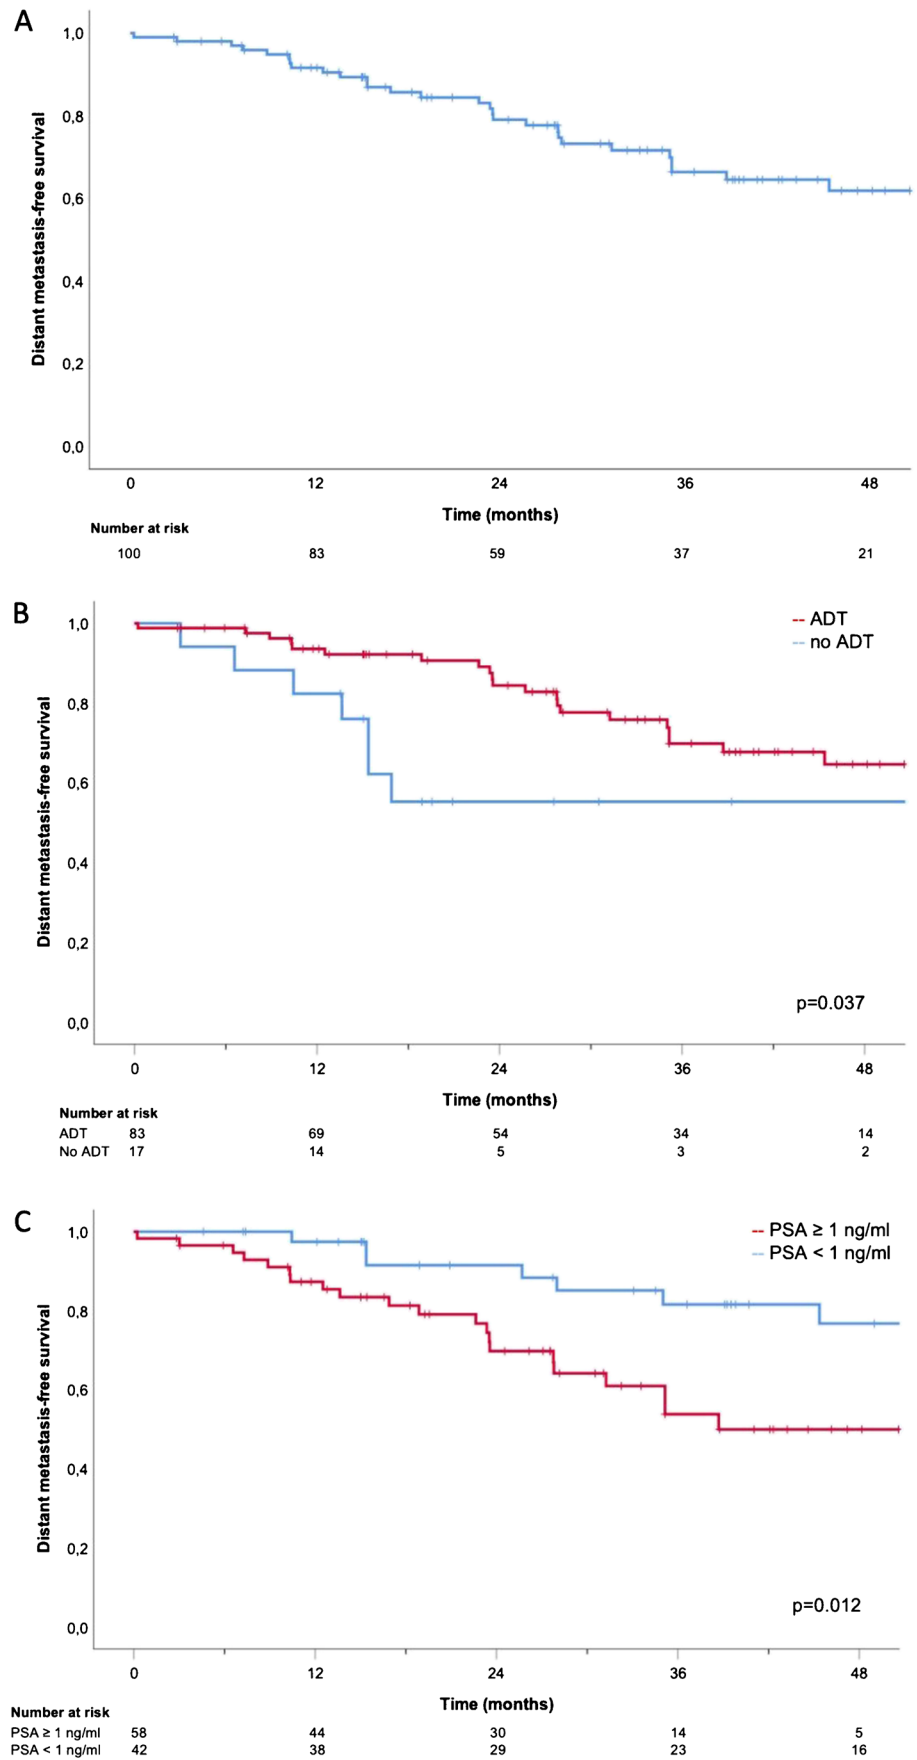 A
Distant metastasis-free survival
1,0
0,8
0,6
0,4
0,2
0,0
0 12 24 36 48
Time (months)
Number at risk
100 83 59 37 21
B
Distant metastasis-free survival
-- ADT
-- no ADT
1,0
0,8
0,6
0,4
0,2
0,0
p=0.037
0 12 24 36 48
Time (months)
Number at risk
ADT 83 69 54 34 14
No ADT 17 14 5 3 2
C
Distant metastasis-free survival
-- PSA ≥ 1 ng/ml
-- PSA < 1 ng/ml
1,0
0,8
0,6
0,4
0,2
0,0
p=0.012
0 12 24 36 48
Time (months)
Number at risk
PSA ≥ 1 ng/ml 58 44 30 14 5
PSA < 1 ng/ml 42 38 29 23 16